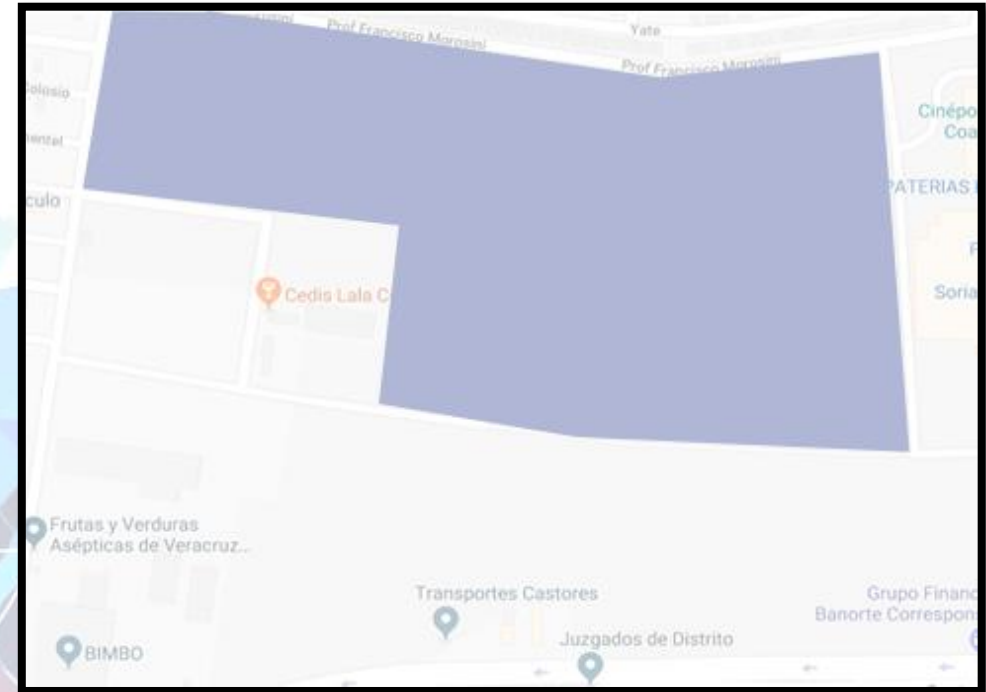 Prof Francisco Morosini
Yate
Prof Francisco Morosini
Colosio
Cinépo
Coa
culo
PATERIAS
Cedis Lala C
Soria
Frutas y Verduras
Asépticas de Veracruz...
Transportes Castores
Grupo Financ
Banorte Correspon
Juzgados de Distrito
BIMBO